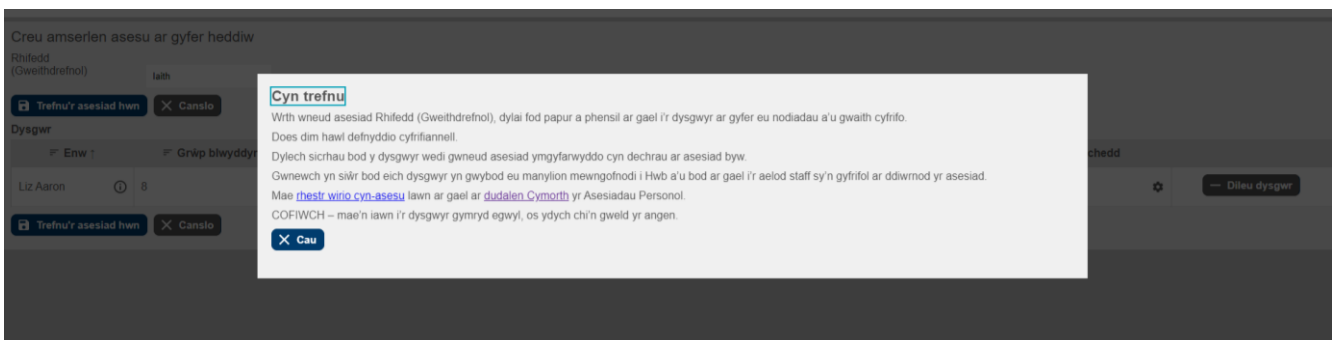 Creu amserlen asesu ar gyfer heddiw
Rhifedd
(Gweithdrefnol)
Iaith
Trefnu'r asesiad hwn
Canslo
Dysgwr
Enw ↑
Grŵp blwyddyn
chedd
Liz Aaron
8
Dileu dysgwr
Trefnu'r asesiad hwn
Canslo
Cyn trefnu
Wrth wneud asesiad Rhifedd (Gweithdrefnol), dylai fod papur a phensil ar gael i'r dysgwyr ar gyfer eu nodiadau a'u gwaith cyfrifo.
Does dim hawl defnyddio cyfrifiannell.
Dylech sicrhau bod y dysgwyr wedi gwneud asesiad ymgyfarwyddo cyn dechrau ar asesiad byw.
Gwnewch yn siŵr bod eich dysgwyr yn gwybod eu manylion mewngofnodi i Hwb a'u bod ar gael i'r aelod staff sy'n gyfrifol ar ddiwrnod yr asesiad.
Mae rhestr wirio cyn-asesu lawn ar gael ar dudalen Cymorth yr Asesiadau Personol.
COFIWCH – mae'n iawn i'r dysgwyr gymryd egwyl, os ydych chi'n gweld yr angen.
Cau